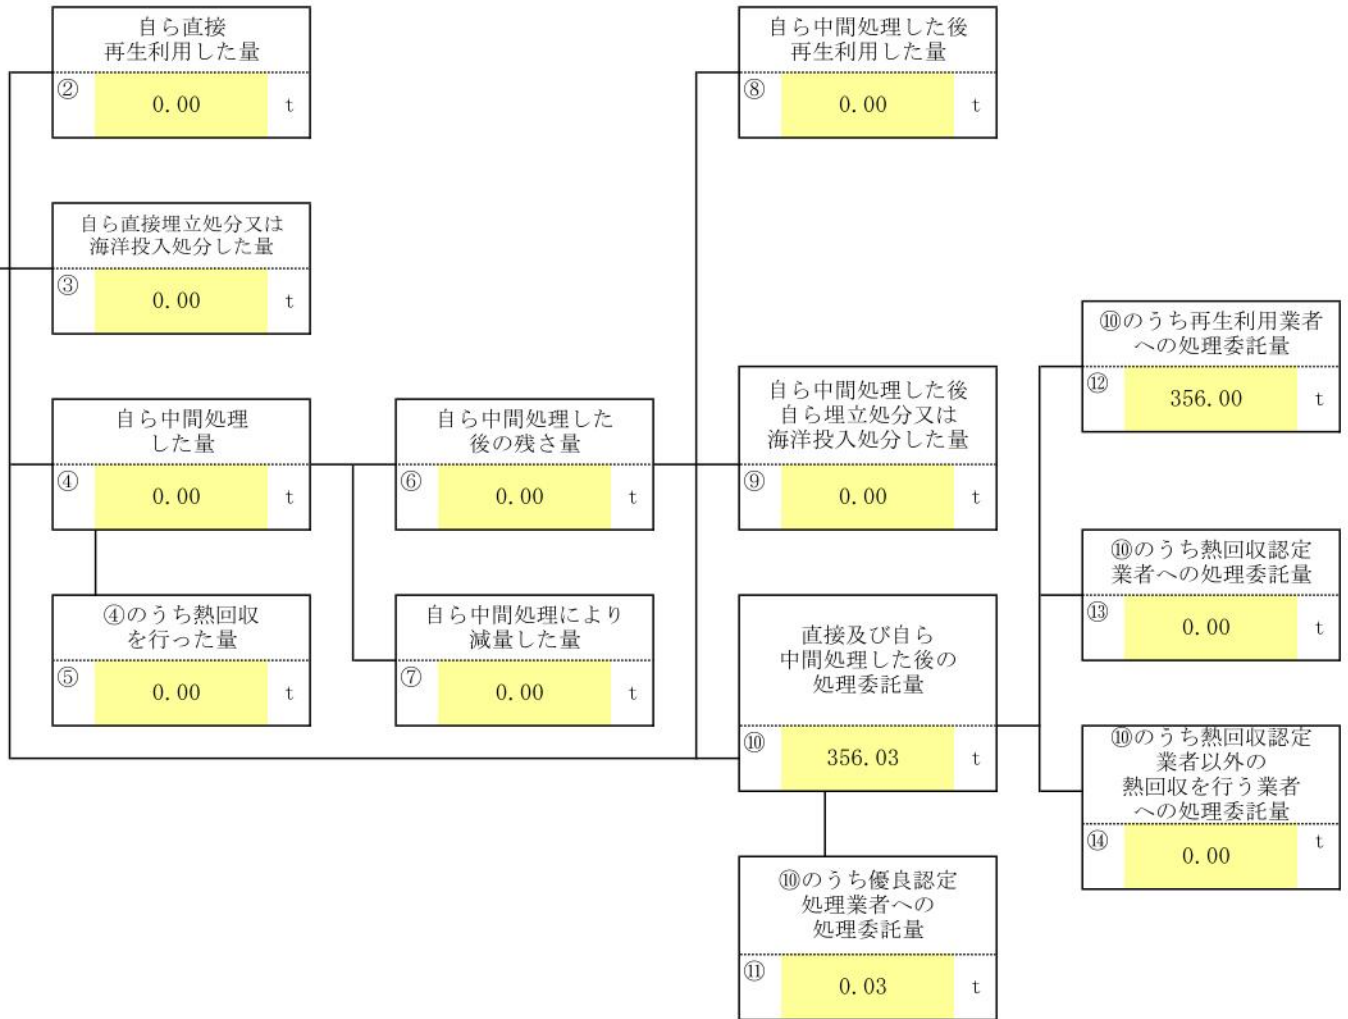 自ら直接
再生利用した量
②
0.00
t
自ら直接埋立処分又は
海洋投入処分した量
③
0.00
t
自ら中間処理
した量
④
0.00
t
④のうち熱回収
を行った量
⑤
0.00
t
自ら中間処理した
後の残さ量
⑥
0.00
t
自ら中間処理により
減量した量
⑦
0.00
t
自ら中間処理した後
再生利用した量
⑧
0.00
t
自ら中間処理した後
自ら埋立処分又は
海洋投入処分した量
⑨
0.00
t
直接及び自ら
中間処理した後の
処理委託量
⑩
356.03
t
⑩のうち優良認定
処理業者への
処理委託量
⑪
0.03
t
⑩のうち再生利用業者
への処理委託量
⑫
356.00
t
⑩のうち熱回収認定
業者への処理委託量
⑬
0.00
t
⑩のうち熱回収認定
業者以外の
熱回収を行う業者
への処理委託量
⑭
0.00
t